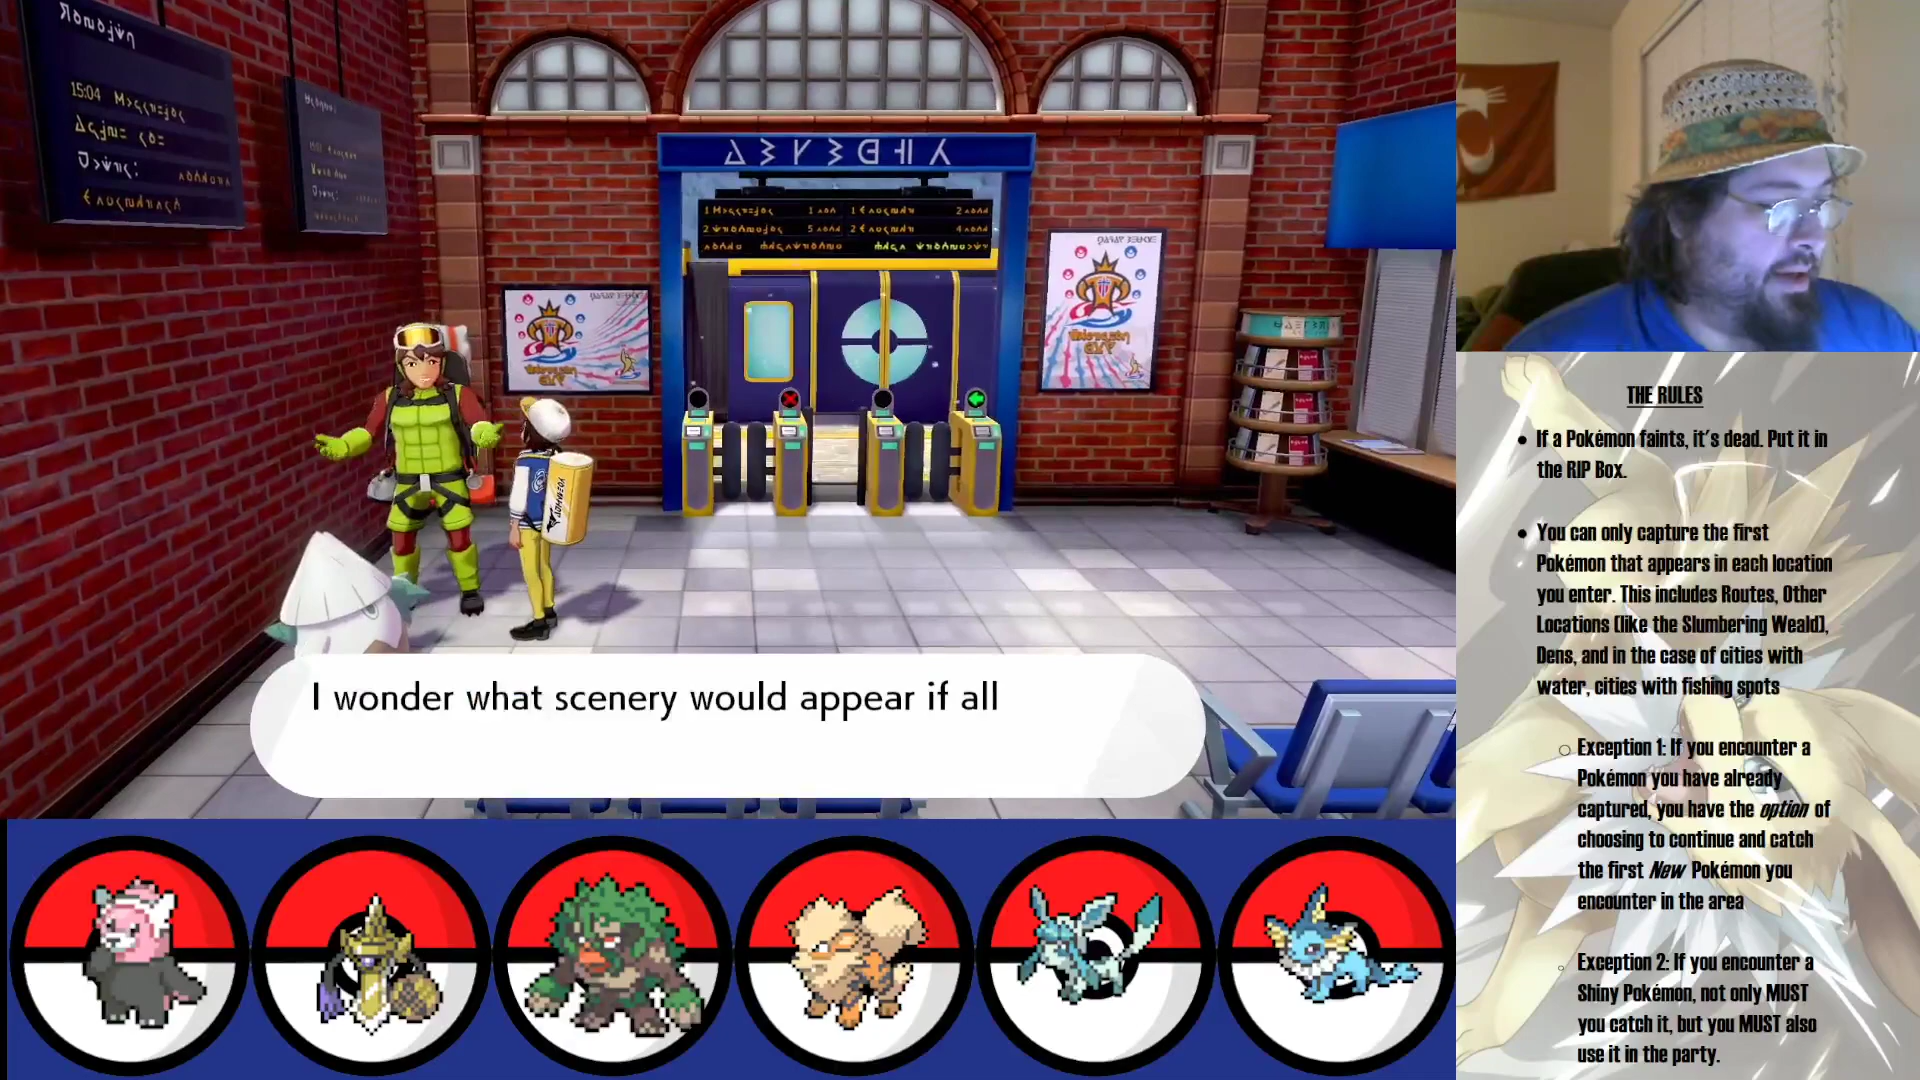 15:04
I wonder what scenery would appear if all
THE RULES
• If a Pokémon faints, it's dead. Put it in
the RIP Box.
• You can only capture the first
Pokémon that appears in each location
you enter. This includes Routes, Other
Locations (like the Slumbering Weald),
Dens, and in the case of cities with
water, cities with fishing spots
○ Exception 1: If you encounter a
Pokémon you have already
captured, you have the option of
choosing to continue and catch
the first New Pokémon you
encounter in the area
○ Exception 2: If you encounter a
Shiny Pokémon, not only MUST
you catch it, but you MUST also
use it in the party.